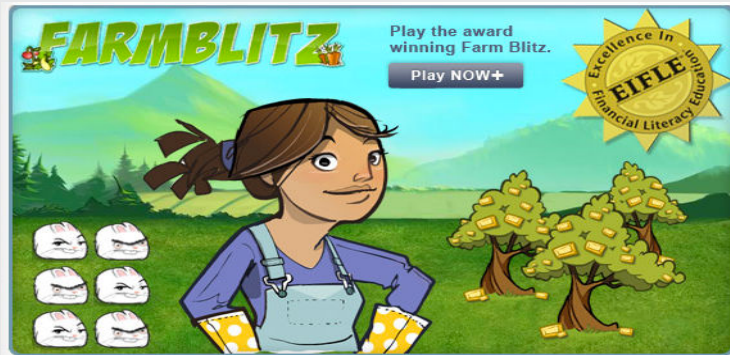 FARMBLITZ
Play the award
winning Farm Blitz.
Play NOW+
Excellence In
EIFLE
Financial Literacy Education